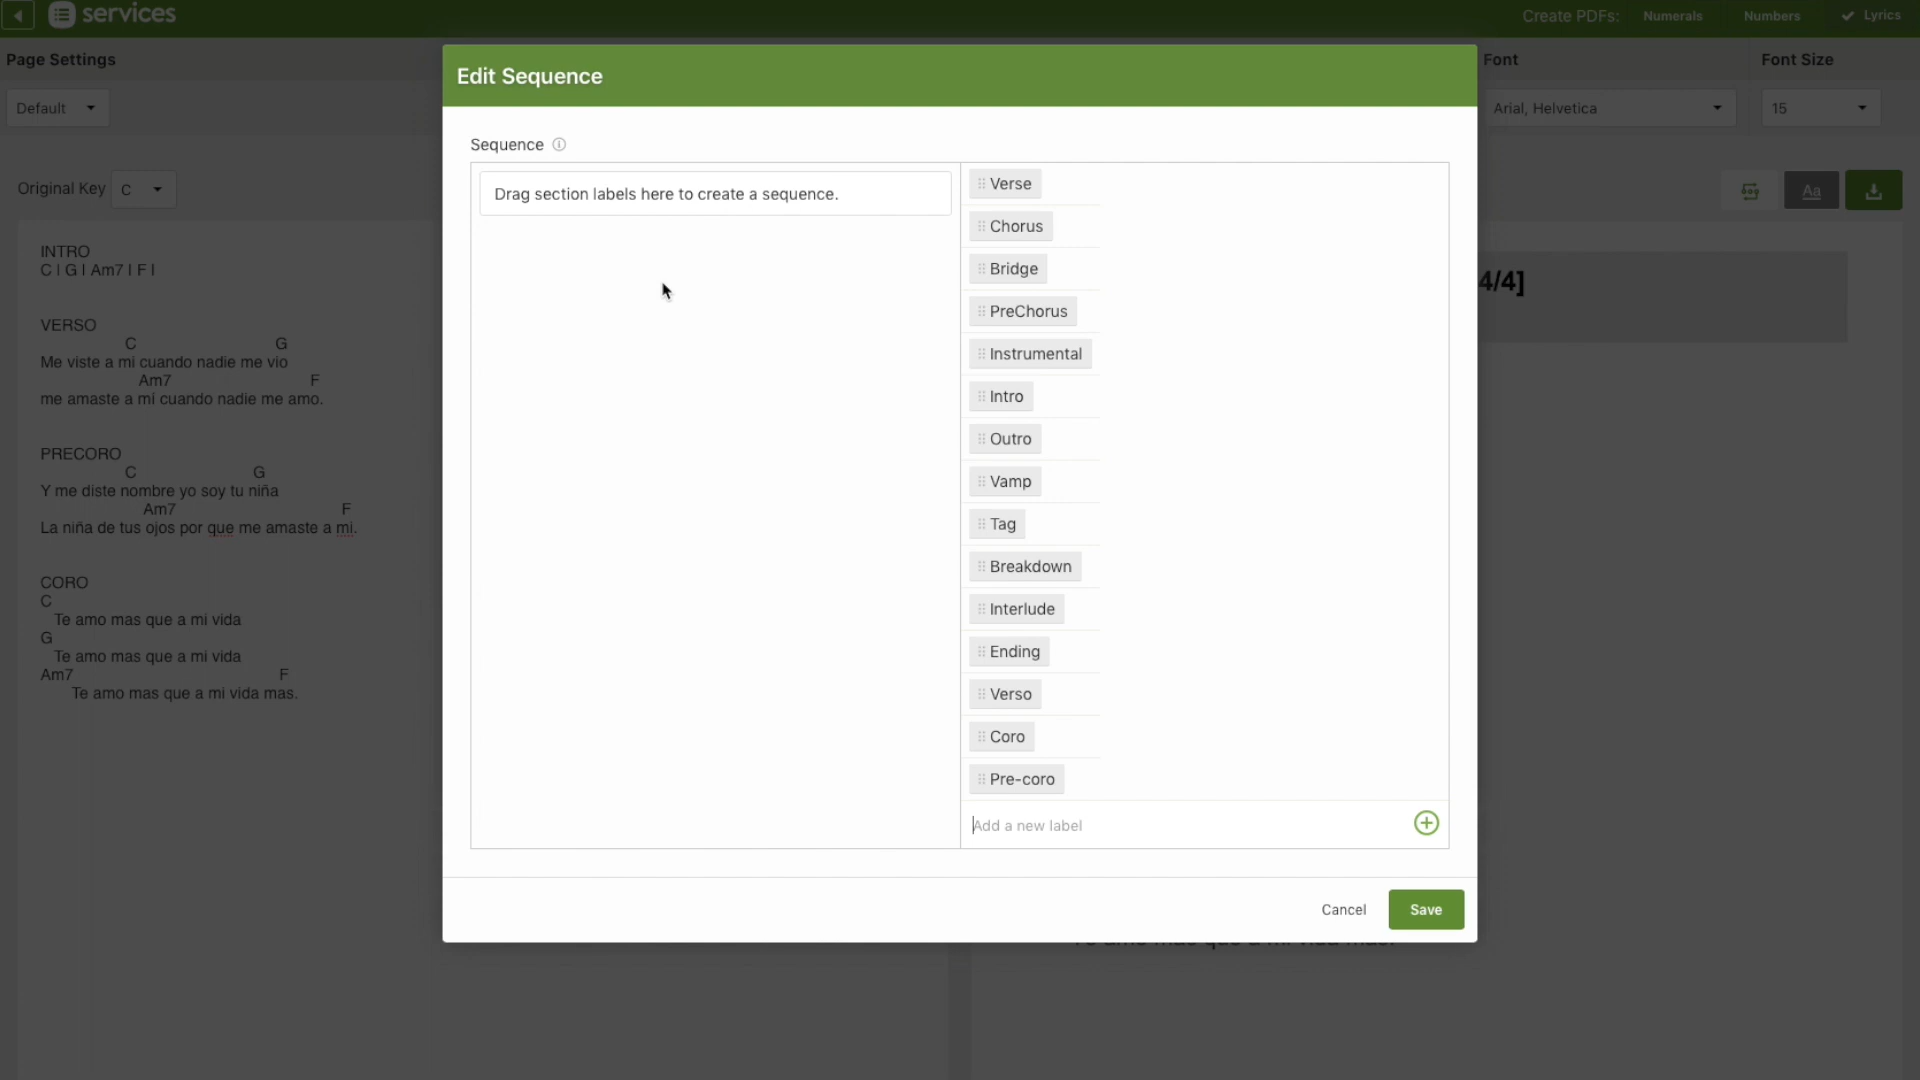 services
Create PDFs: Numerals Numbers Lyrics
Page Settings
Font
Font Size
Default
Arial, Helvetica
15
Original Key C
Aa
INTRO
C | G | Am7 | F |
VERSO
C G
Me viste a mi cuando nadie me vio
Am7 F
me amaste a mi cuando nadie me amo.
PRECORO
C G
Y me diste nombre yo soy tu niña
Am7 F
La niña de tus ojos por que me amaste a mi.
CORO
C
Te amo mas que a mi vida
G
Te amo mas que a mi vida
Am7 F
Te amo mas que a mi vida mas.
4/4]
Edit Sequence
Sequence
Drag section labels here to create a sequence.
Verse
Chorus
Bridge
PreChorus
Instrumental
Intro
Outro
Vamp
Tag
Breakdown
Interlude
Ending
Verso
Coro
Pre-coro
Add a new label
Cancel
Save